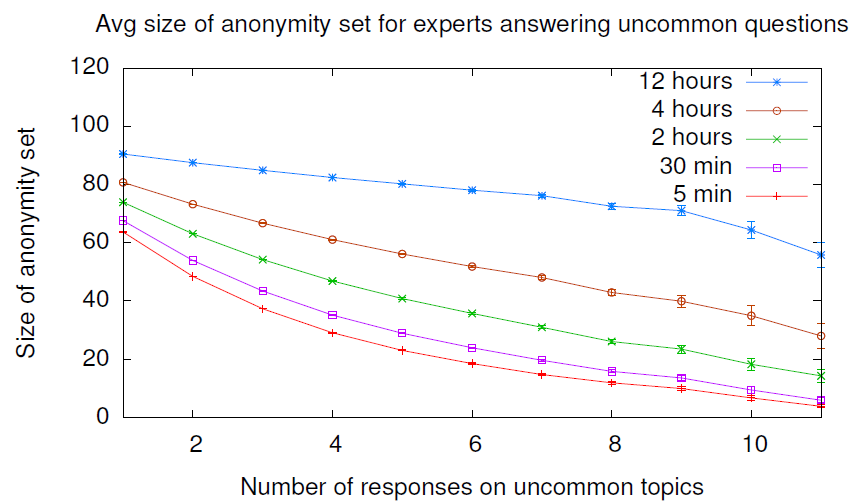 Avg size of anonymity set for experts answering uncommon questions
120
100
80
60
40
20
0
Size of anonymity set
12 hours
4 hours
2 hours
30 min
5 min
2 4 6 8 10
Number of responses on uncommon topics